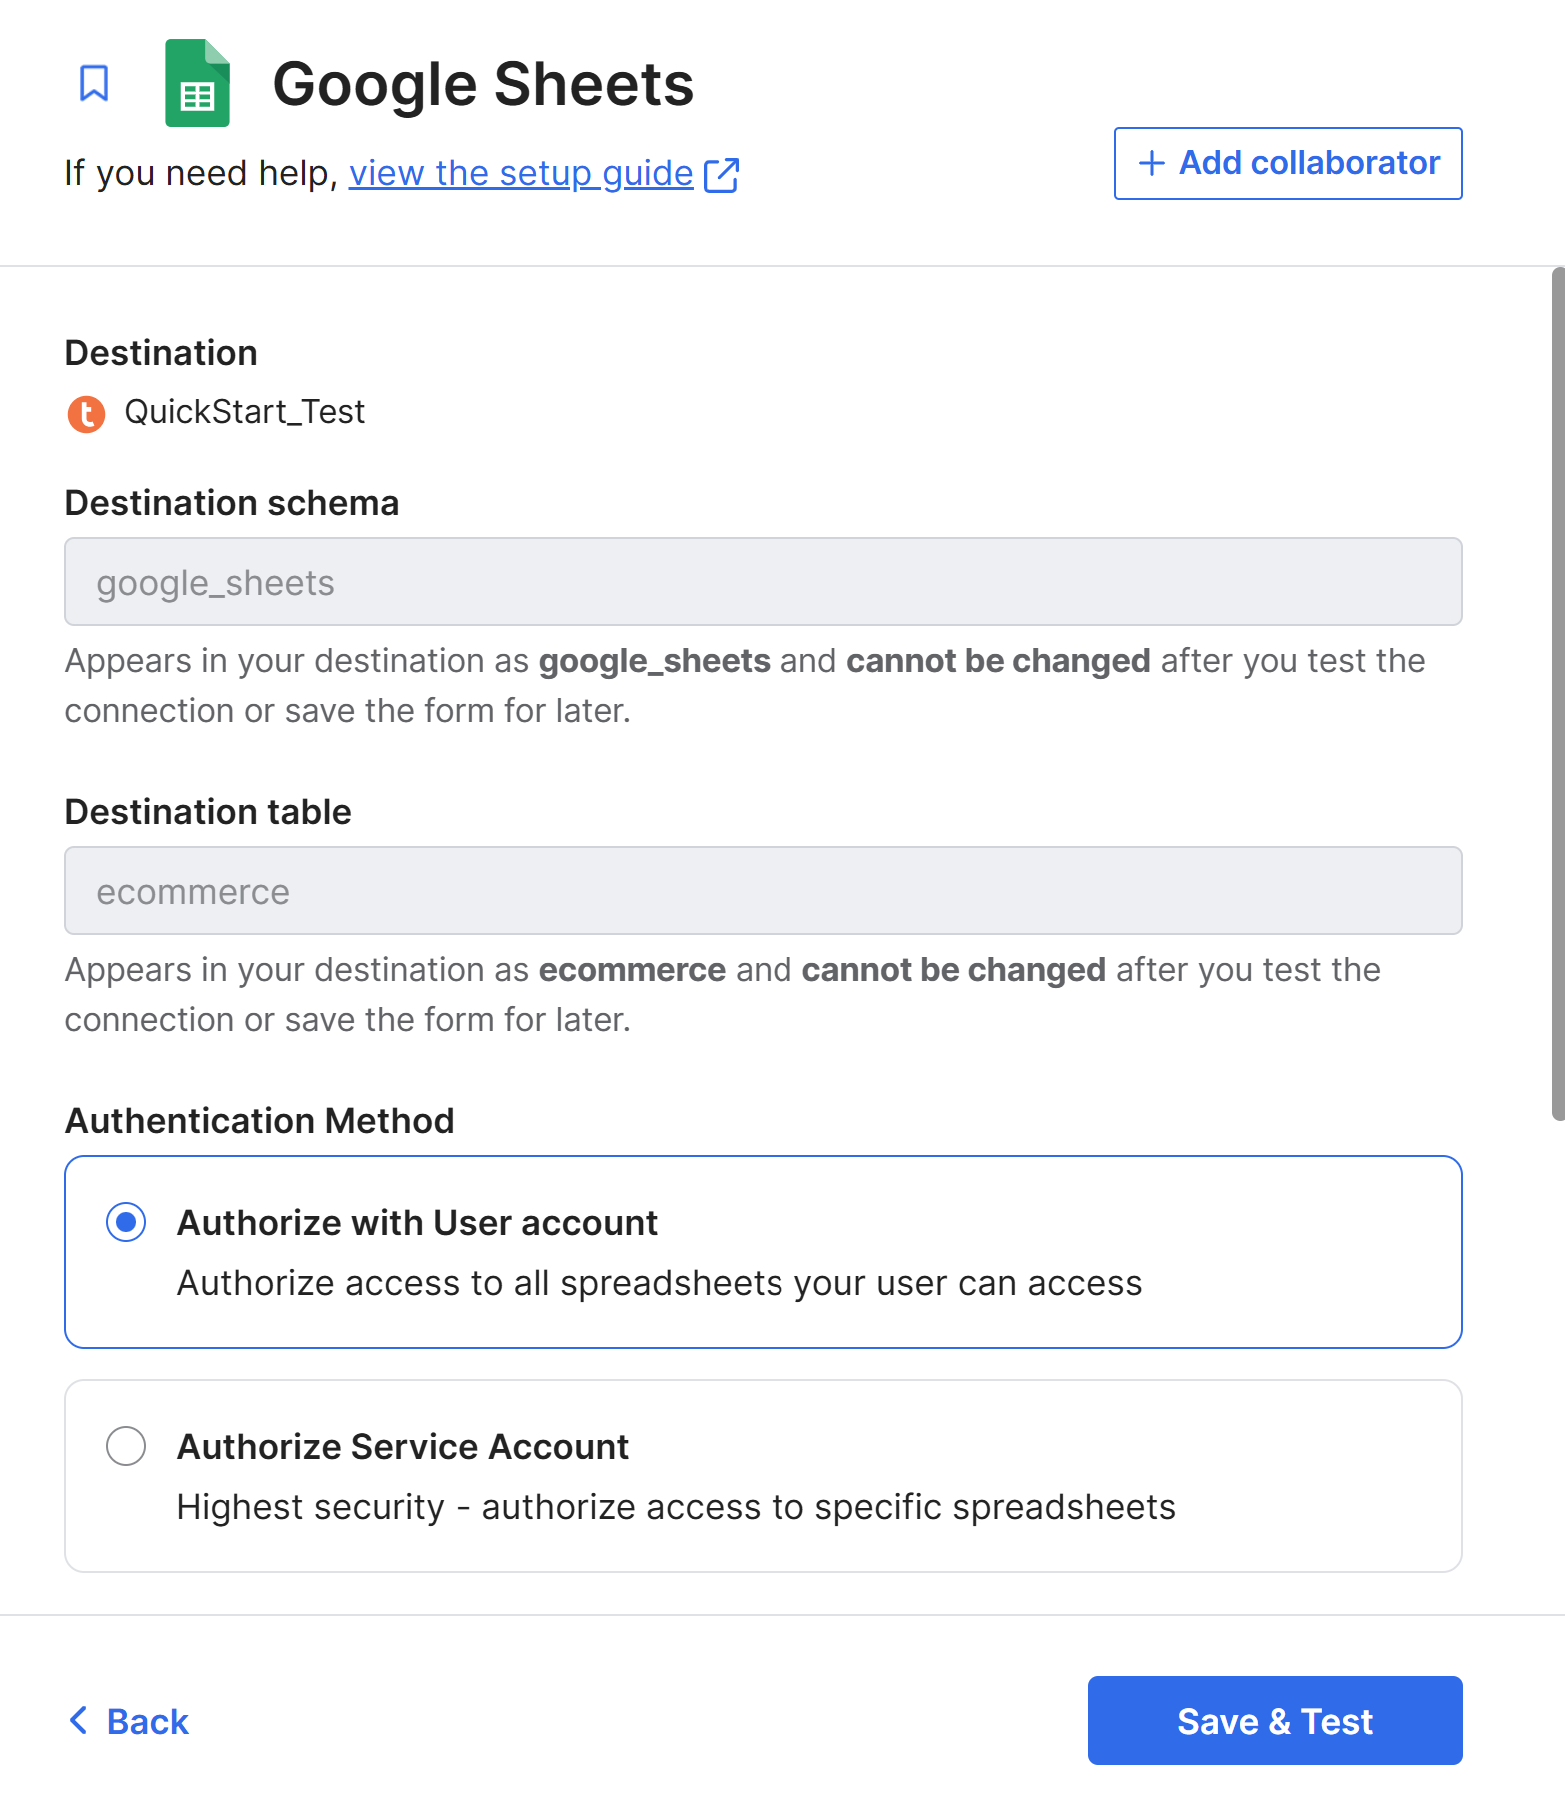 Google Sheets
If you need help, view the setup guide
+ Add collaborator
Destination
t QuickStart_Test
Destination schema
google_sheets
Appears in your destination as google_sheets and cannot be changed after you test the
connection or save the form for later.
Destination table
ecommerce
Appears in your destination as ecommerce and cannot be changed after you test the
connection or save the form for later.
Authentication Method
Authorize with User account
Authorize access to all spreadsheets your user can access
Authorize Service Account
Highest security - authorize access to specific spreadsheets
Back
Save & Test